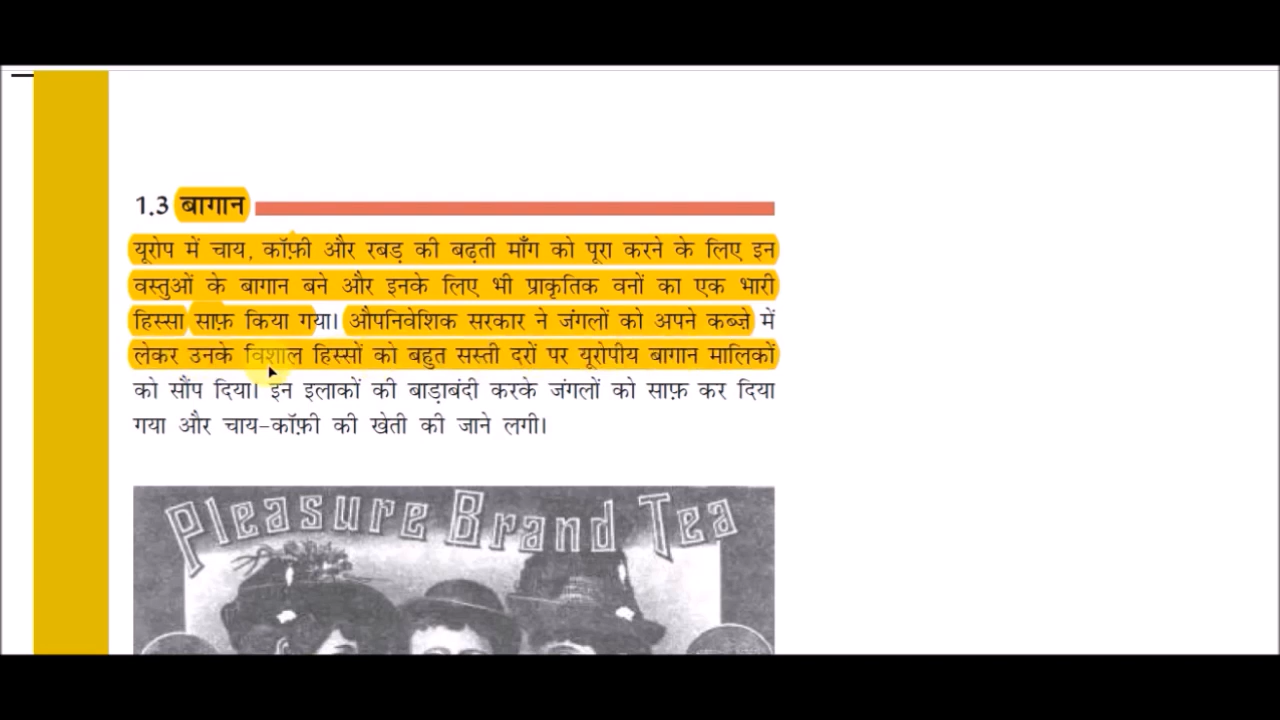 1.3 बागान
यूरोप में चाय, कॉफ़ी और रबड़ की बढ़ती माँग को पूरा करने के लिए इन
वस्तुओं के बागान बने और इनके लिए भी प्राकृतिक वनों का एक भारी
हिस्सा साफ़ किया गया। औपनिवेशिक सरकार ने जंगलों को अपने कब्ज़े में
लेकर उनके विशाल हिस्सों को बहुत सस्ती दरों पर यूरोपीय बागान मालिकों
को सौंप दिया। इन इलाकों की बाड़ाबंदी करके जंगलों को साफ़ कर दिया
गया और चाय-कॉफ़ी की खेती की जाने लगी।
Pleasure Brand Tea